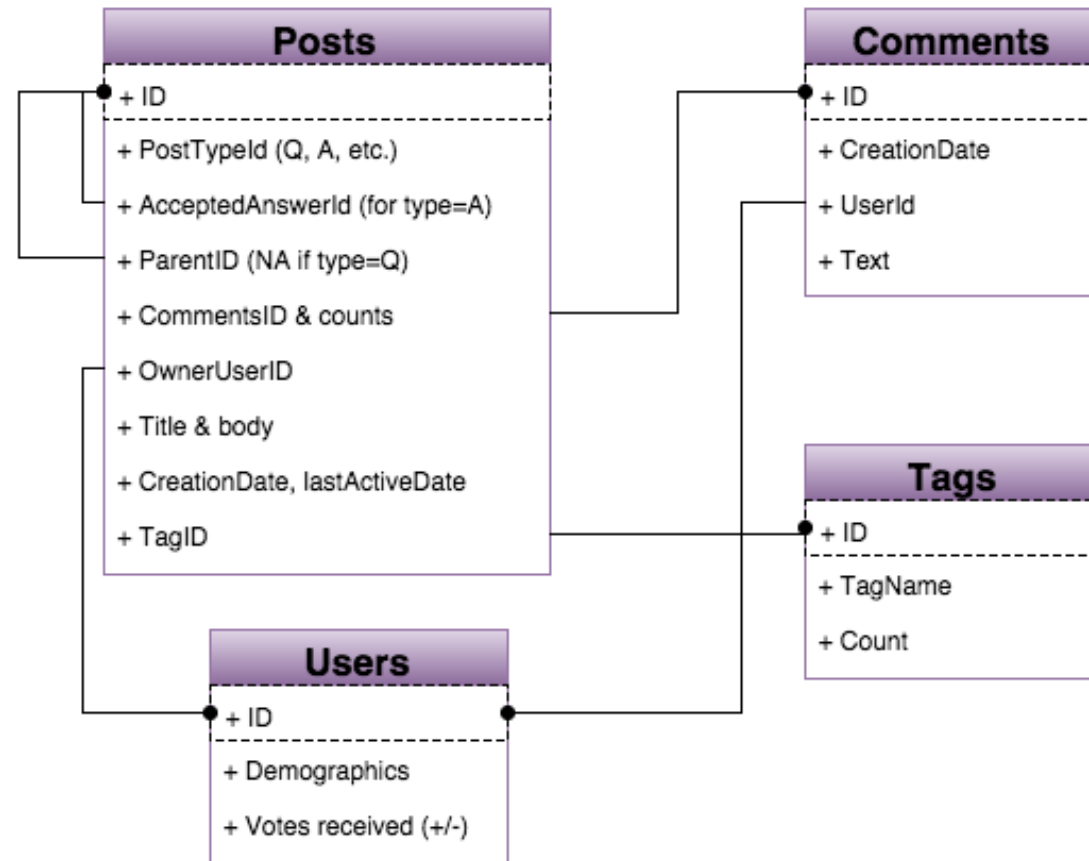 Posts
+ ID
+ PostTypeId (Q, A, etc.)
+ AcceptedAnswerId (for type=A)
+ ParentID (NA if type=Q)
+ CommentsID & counts
+ OwnerUserID
+ Title & body
+ CreationDate, lastActiveDate
+ TagID
Comments
+ ID
+ CreationDate
+ UserId
+ Text
Tags
+ ID
+ TagName
+ Count
Users
+ ID
+ Demographics
+ Votes received (+/-)